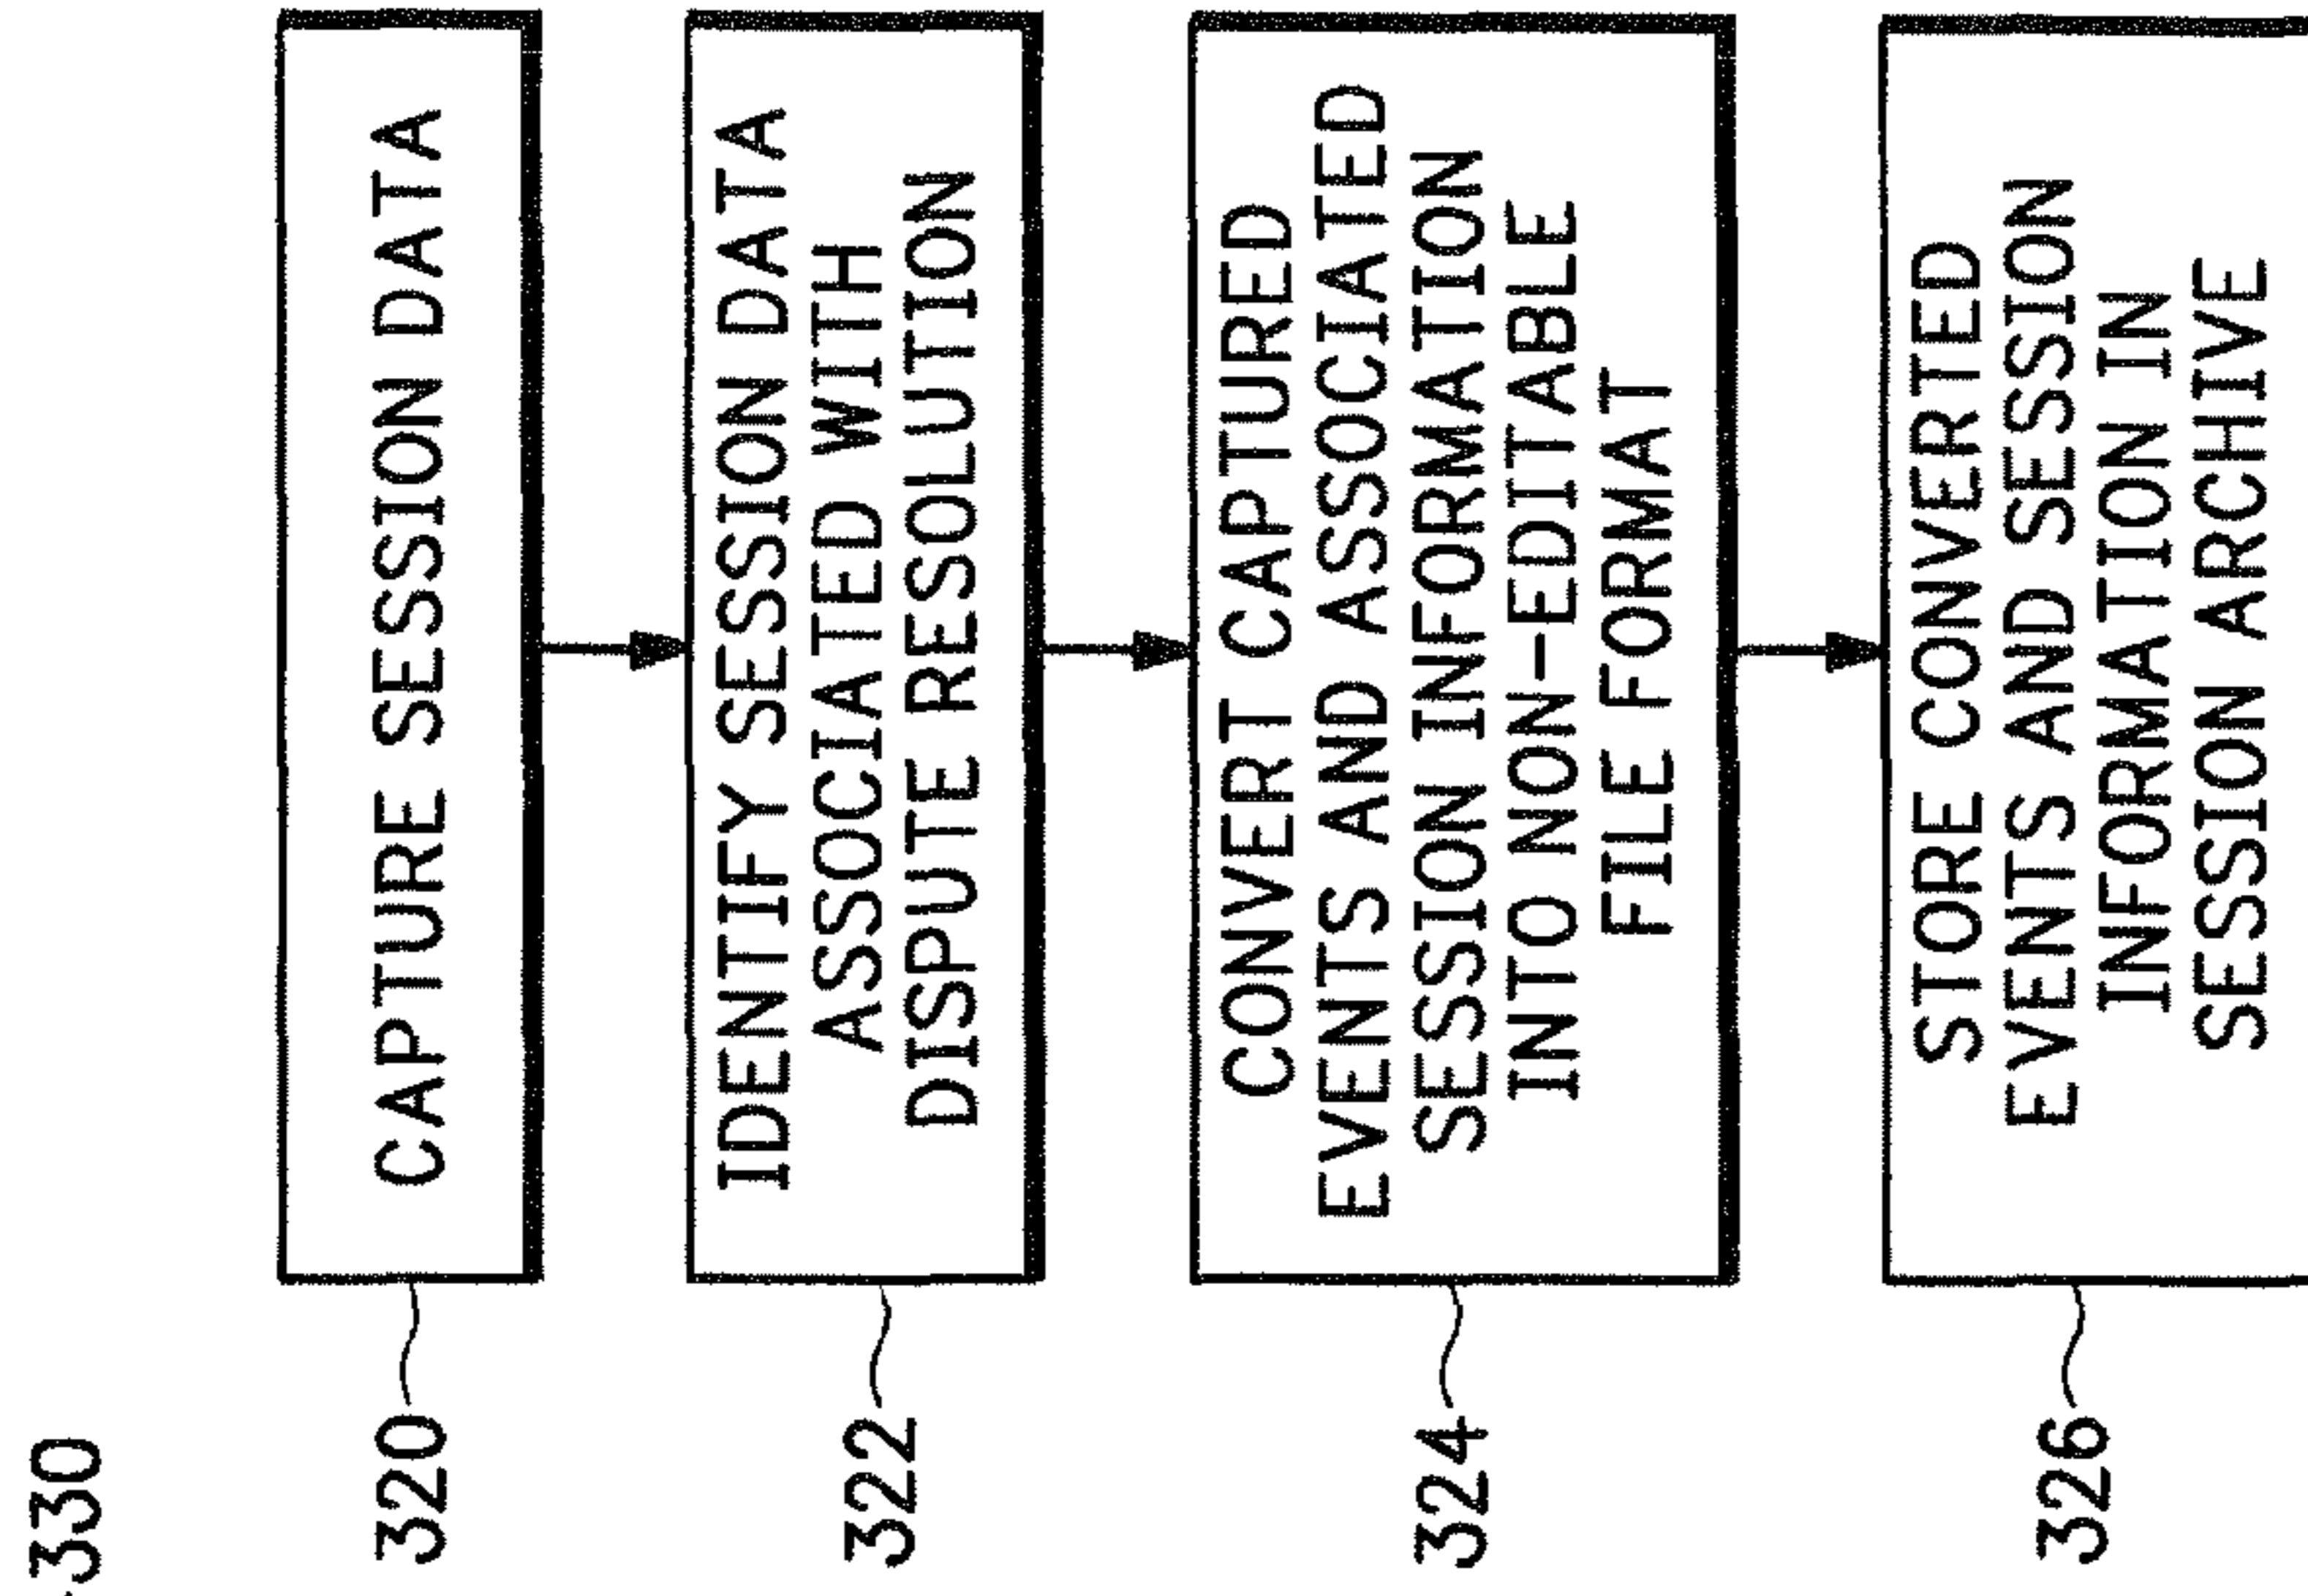 330
320
CAPTURE SESSION DATA
322
IDENTIFY SESSION DATA
ASSOCIATED WITH
DISPUTE RESOLUTION
324
CONVERT CAPTURED
EVENTS AND ASSOCIATED
SESSION INFORMATION
INTO NON-EDITABLE
FILE FORMAT
326
STORE CONVERTED
EVENTS AND SESSION
INFORMATION IN
SESSION ARCHIVE